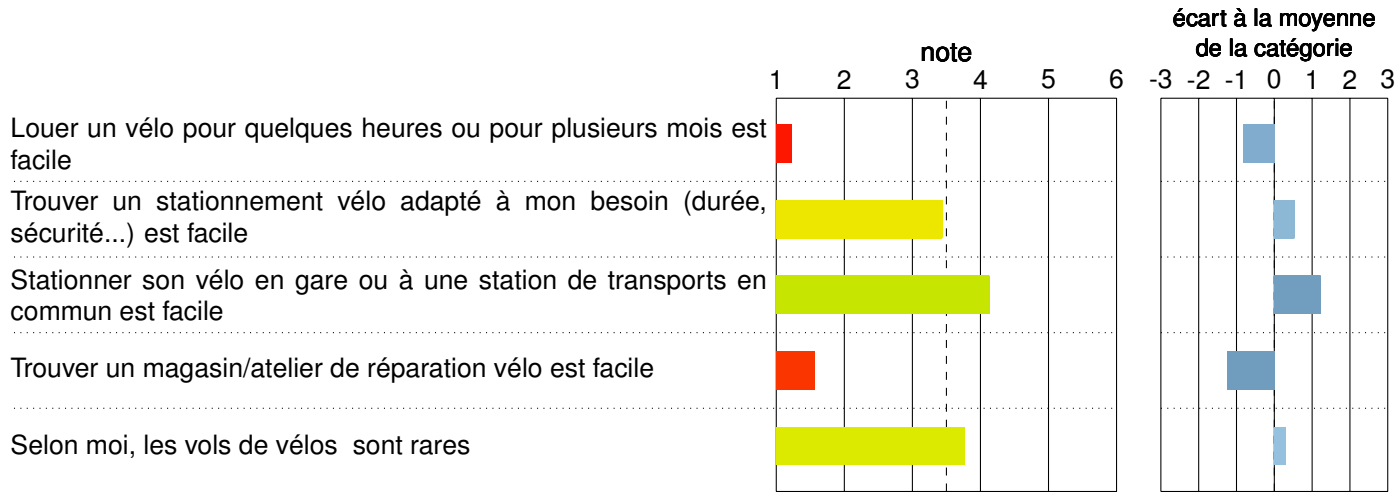 écart à la moyenne
de la catégorie
note
1 2 3 4 5 6
-3 -2 -1 0 1 2 3
Louer un vélo pour quelques heures ou pour plusieurs mois est
facile
Trouver un stationnement vélo adapté à mon besoin (durée,
sécurité...) est facile
Stationner son vélo en gare ou à une station de transports en
commun est facile
Trouver un magasin/atelier de réparation vélo est facile
Selon moi, les vols de vélos sont rares